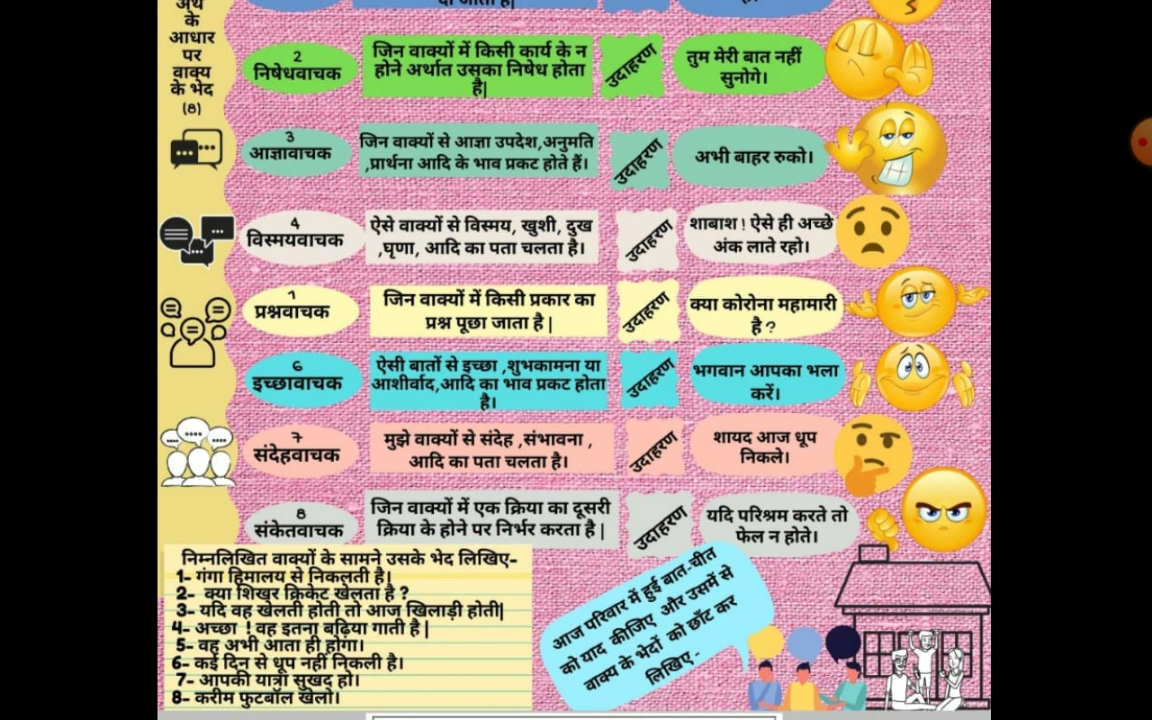 अर्थ
के
आधार
पर
वाक्य
के भेद
(8)
2
निषेधवाचक
जिन वाक्यों में किसी कार्य के न
होने अर्थात उसका निषेध होता
है|
उदाहरण
तुम मेरी बात नहीं
सुनोगे।
3
आज्ञावाचक
जिन वाक्यों से आज्ञा उपदेश,अनुमति
,प्रार्थना आदि के भाव प्रकट होते हैं।
उदाहरण
अभी बाहर रुको।
4
विस्मयवाचक
ऐसे वाक्यों से विस्मय, खुशी, दुख
,घृणा, आदि का पता चलता है।
उदाहरण
शाबाश ! ऐसे ही अच्छे
अंक लाते रहो।
प्रश्नवाचक
जिन वाक्यों में किसी प्रकार का
प्रश्न पूछा जाता है |
उदाहरण
क्या कोरोना महामारी
है ?
6
इच्छावाचक
ऐसी बातों से इच्छा ,शुभकामना या
आशीर्वाद,आदि का भाव प्रकट होता
है।
उदाहरण
भगवान आपका भला
करें।
7
संदेहवाचक
मुझे वाक्यों से संदेह ,संभावना ,
आदि का पता चलता है।
उदाहरण
शायद आज धूप
निकले।
8
संकेतवाचक
जिन वाक्यों में एक क्रिया का दूसरी
क्रिया के होने पर निर्भर करता है |
उदाहरण
यदि परिश्रम करते तो
फेल न होते।
निम्नलिखित वाक्यों के सामने उसके भेद लिखिए-
1- गंगा हिमालय से निकलती है।
2- क्या शिखर क्रिकेट खेलता है ?
3- यदि वह खेलती होती तो आज खिलाड़ी होती|
4- अच्छा ! वह इतना बढ़िया गाती है |
5- वह अभी आता ही होगा।
6- कई दिन से धूप नहीं निकली है।
7- आपकी यात्रा सुखद हो।
8- करीम फुटबॉल खेलो।
आज परिवार में हुई बात-चीत
को याद कीजिए और उसमें से
वाक्य के भेदों को छाँट कर
लिखिए -